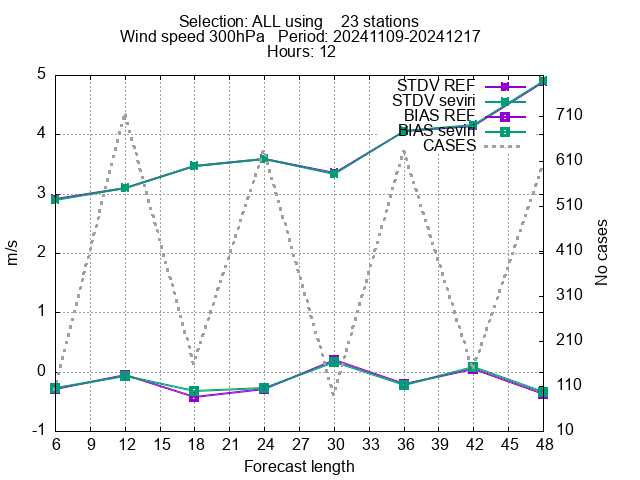 Selection: ALL using 23 stations
Wind speed 300hPa Period: 20241109-20241217
Hours: 12
STDV REF
STDV seviri
BIAS REF
BIAS seviri
CASES
5
4
3
2
1
0
-1
m/s
710
610
510
410
310
210
110
10
No cases
6 9 12 15 18 21 24 27 30 33 36 39 42 45 48
Forecast length